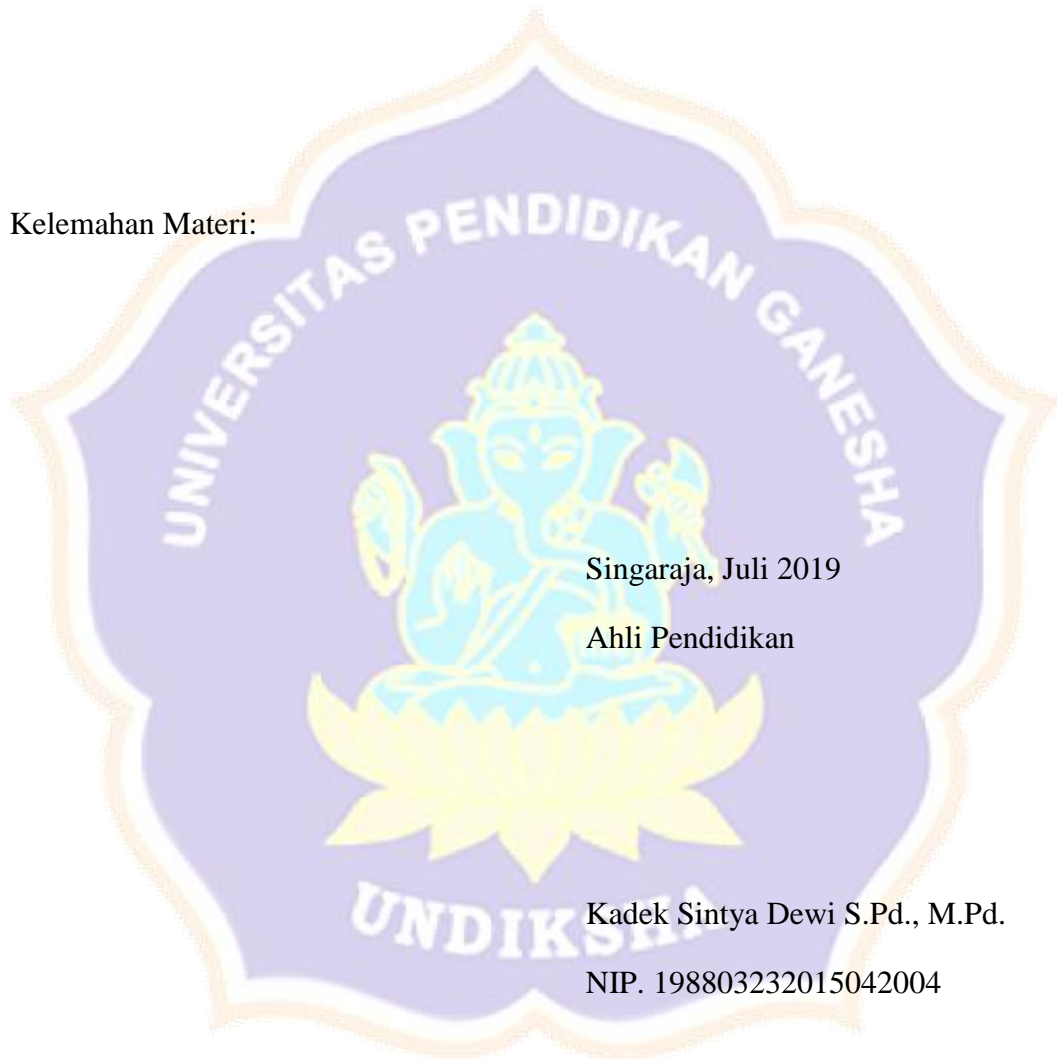 Kelemahan Materi:
UNIVERSITAS PENDIDIKAN GANESHA
Singaraja, Juli 2019
Ahli Pendidikan
UNDIKSHA
Kadek Sintya Dewi S.Pd., M.Pd.
NIP. 198803232015042004